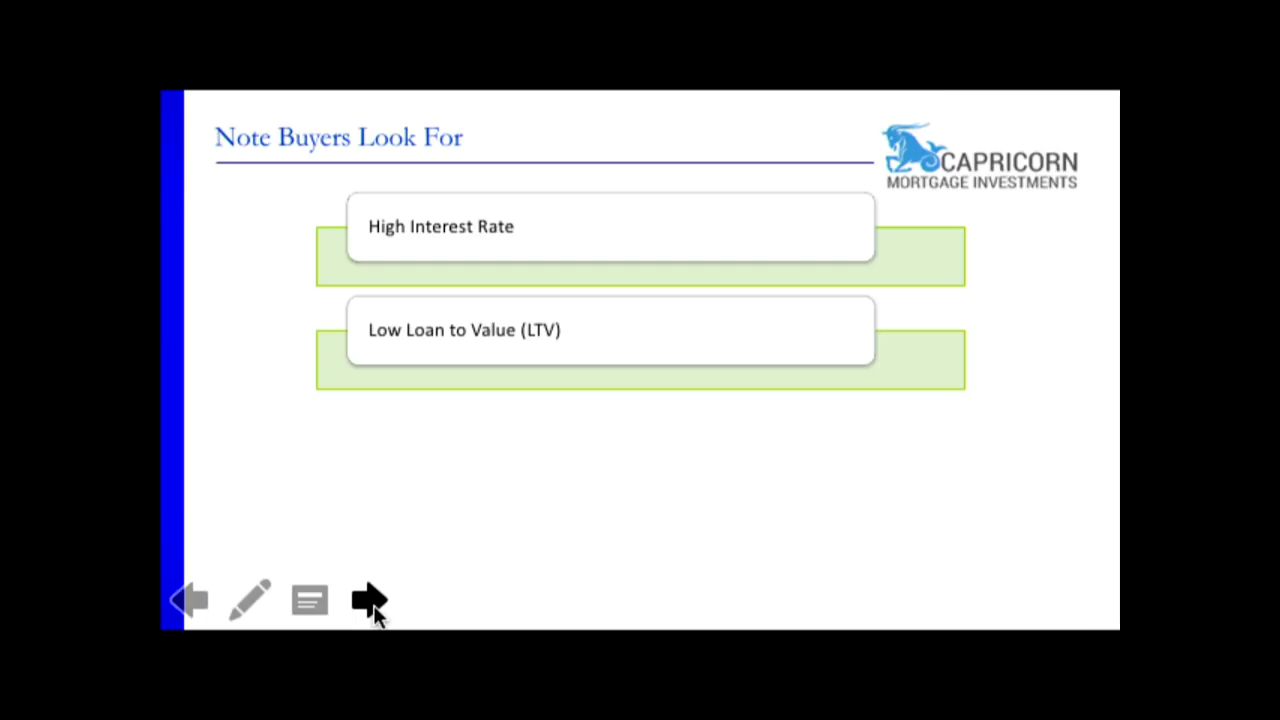 Note Buyers Look For
CAPRICORN
MORTGAGE INVESTMENTS
High Interest Rate
Low Loan to Value (LTV)